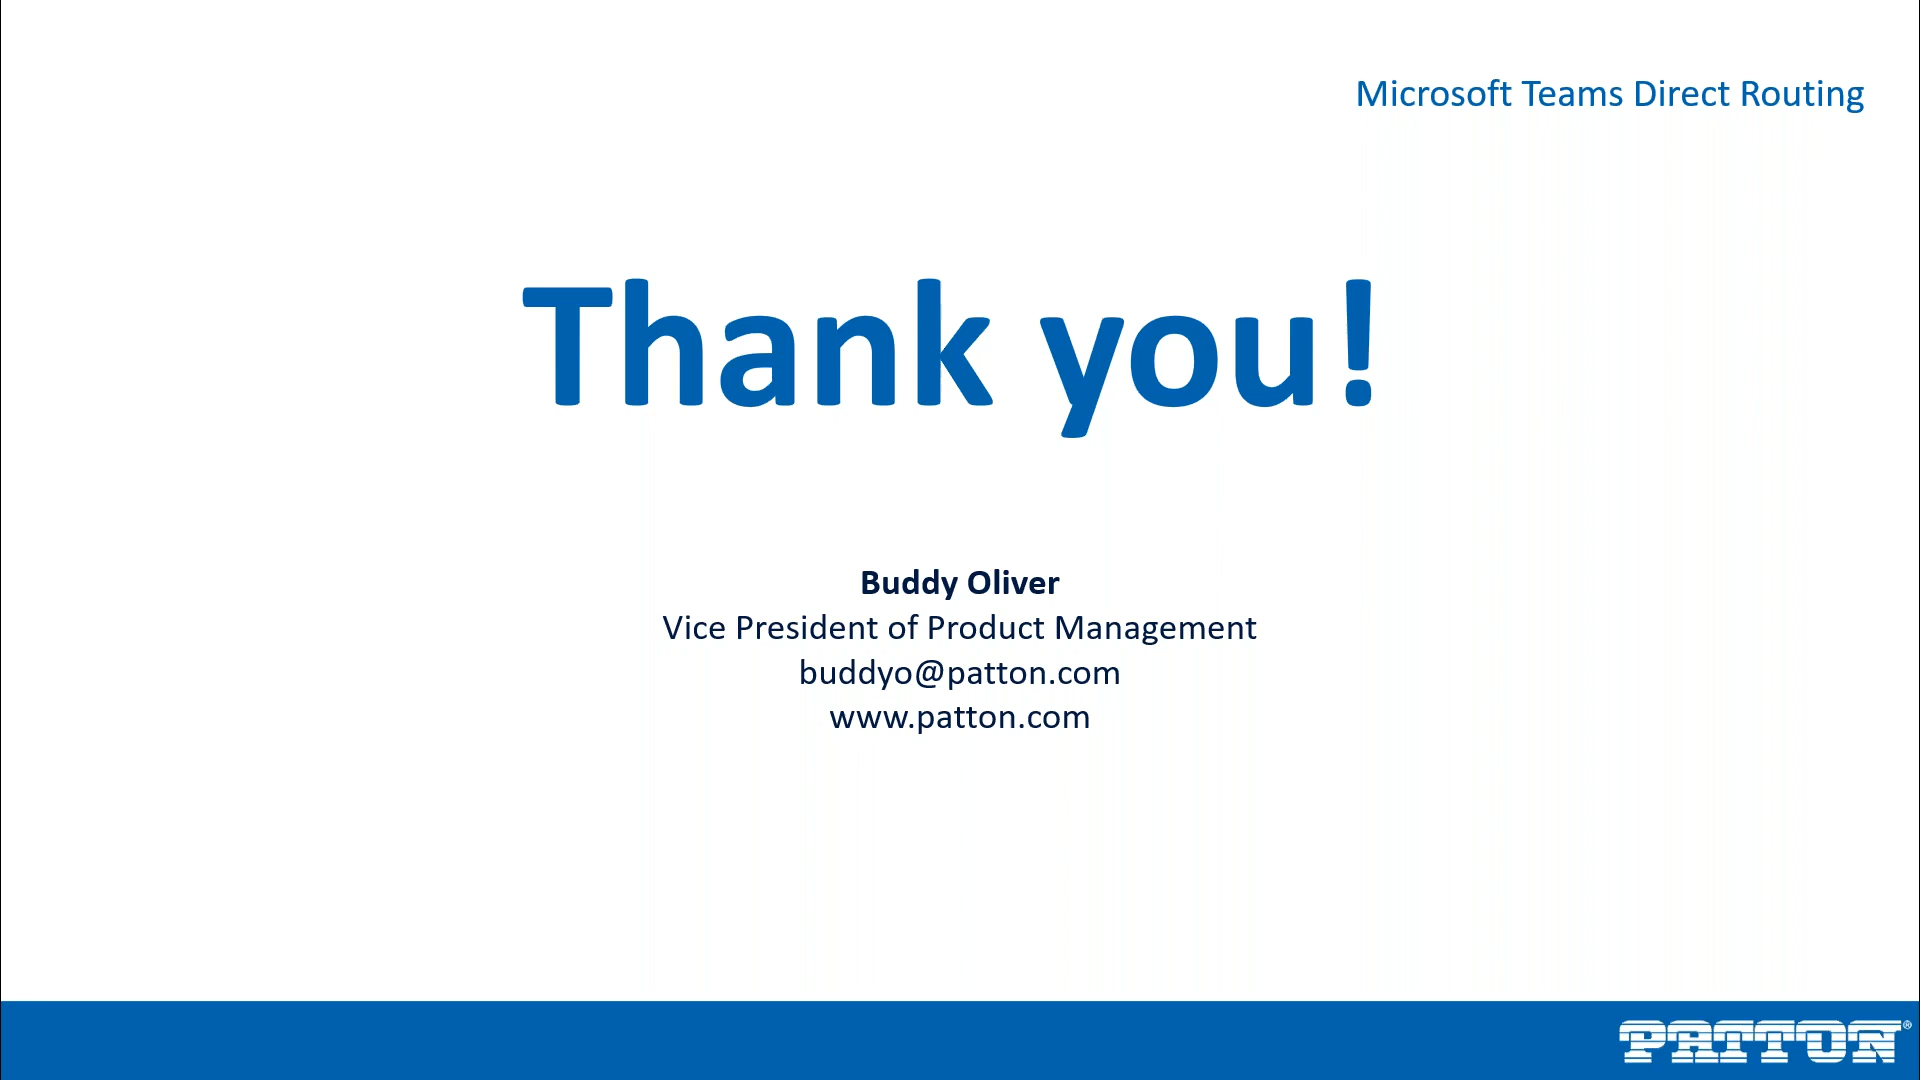 Microsoft Teams Direct Routing
Thank you!
Buddy Oliver
Vice President of Product Management
buddyo@patton.com
www.patton.com
PATTON®